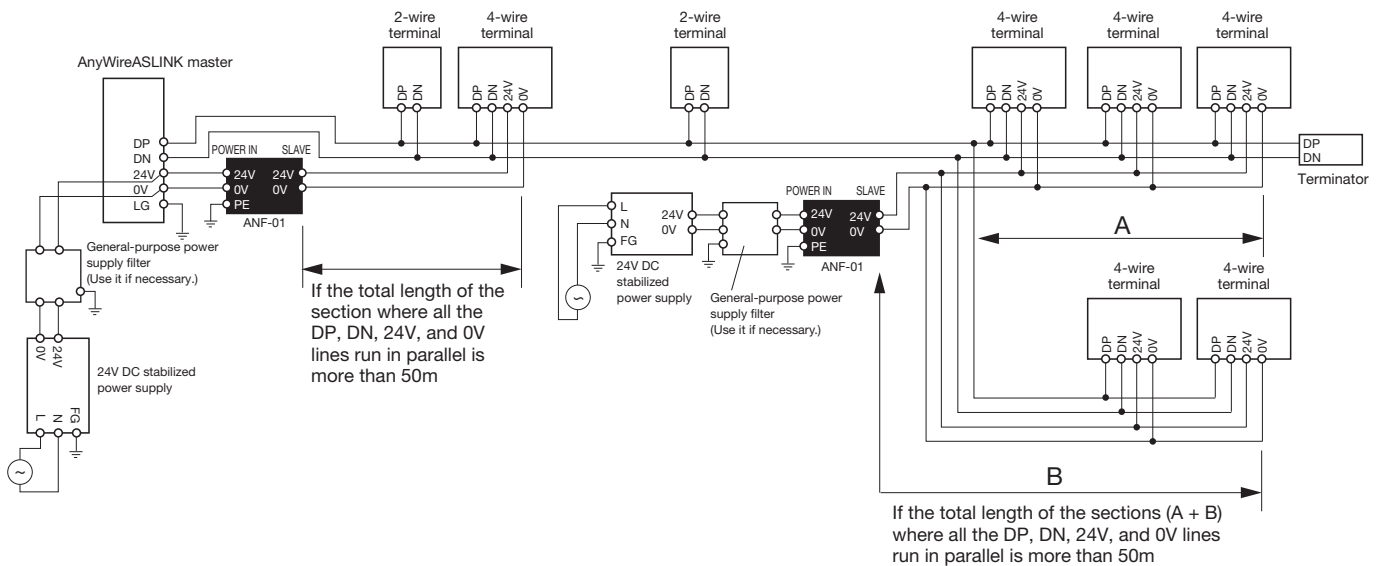 2-wire
terminal
4-wire
terminal
2-wire
terminal
4-wire
terminal
4-wire
terminal
4-wire
terminal
AnyWireASLINK master
DP
DN
DP
DN
24V
0V
DP
DN
DP
DN
24V
0V
DP
DN
24V
0V
DP
DN
24V
0V
DP
DN
24V
0V
LG
POWER IN
SLAVE
24V
0V
PE
24V
0V
ANF-01
DP
DN
Terminator
General-purpose power
supply filter
(Use it if necessary.)
0V
24V
24V DC stabilized
power supply
L
N
FG
~
If the total length of the
section where all the
DP, DN, 24V, and 0V
lines run in parallel is
more than 50m
~
L
N
FG
24V
0V
24V DC
stabilized
power supply
General-purpose power
supply filter
(Use it if necessary.)
POWER IN
SLAVE
24V
0V
PE
24V
0V
ANF-01
A
4-wire
terminal
4-wire
terminal
DP
DN
24V
0V
DP
DN
24V
0V
B
If the total length of the sections (A + B)
where all the DP, DN, 24V, and 0V lines
run in parallel is more than 50m